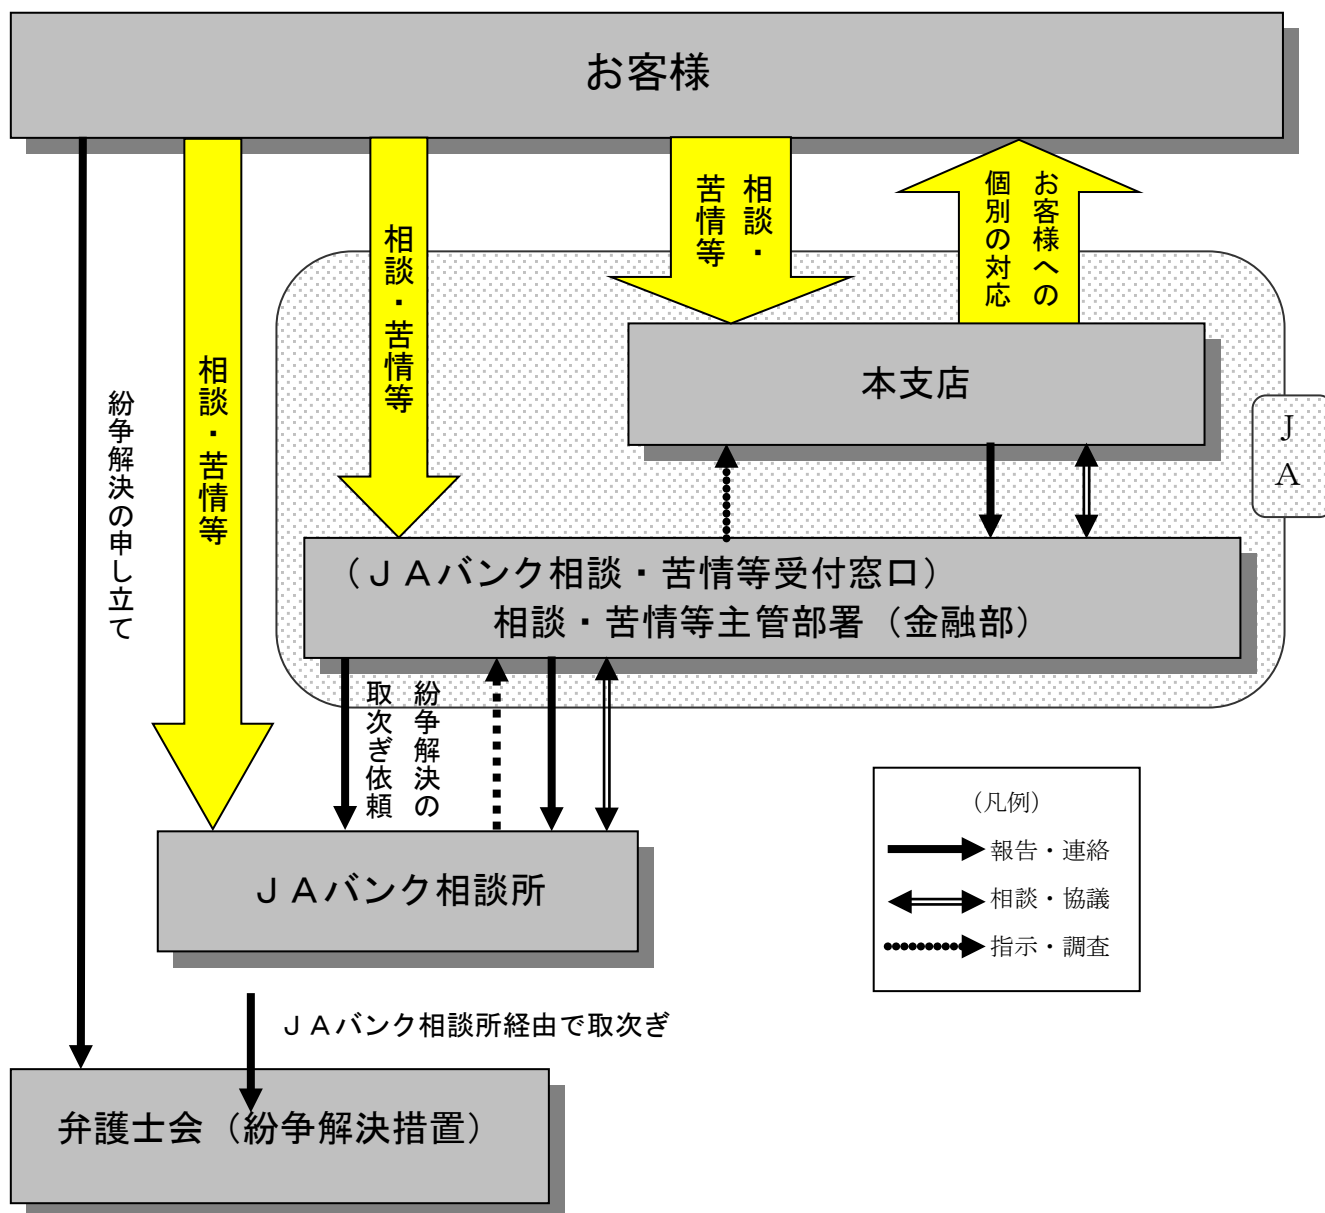 お客様
相談・
苦情等
お客様への
個別の対応
相談・苦情等
相談・苦情等
紛争解決の申し立て
本支店
J
A
（ＪＡバンク相談・苦情等受付窓口）
相談・苦情等主管部署（金融部）
紛争解決の
取次ぎ依頼
（凡例）
報告・連絡
相談・協議
指示・調査
ＪＡバンク相談所
ＪＡバンク相談所経由で取次ぎ
弁護士会（紛争解決措置）